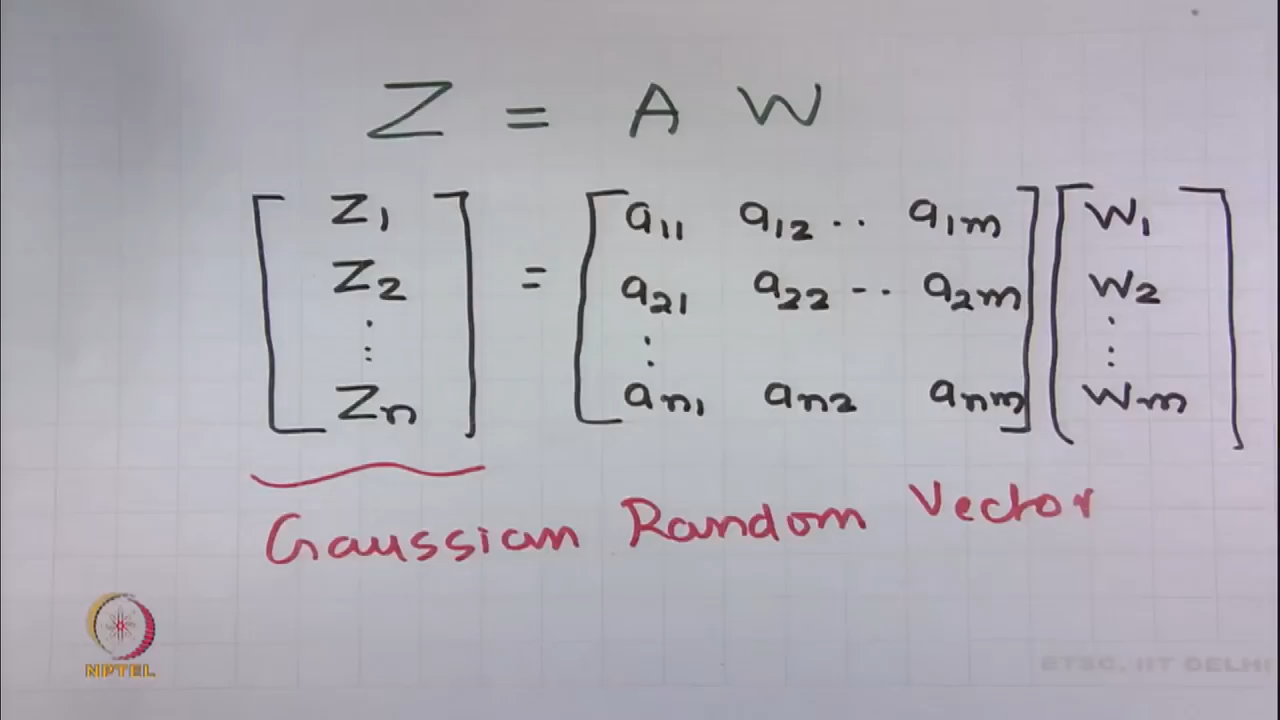 Z = A W
[ Z1 ] = [ a11 a12 .. a1m ] [ W1 ]
[ Z2 ] [ a21 a22 -.. a2m ] [ W2 ]
[ ⋮ ] [ ⋮ ] [ ⋮ ]
[ Zn ] [ an1 an2 anm ] [ Wm ]
Gaussian Random Vector
NPTEL
ETSC, IIT DELHI